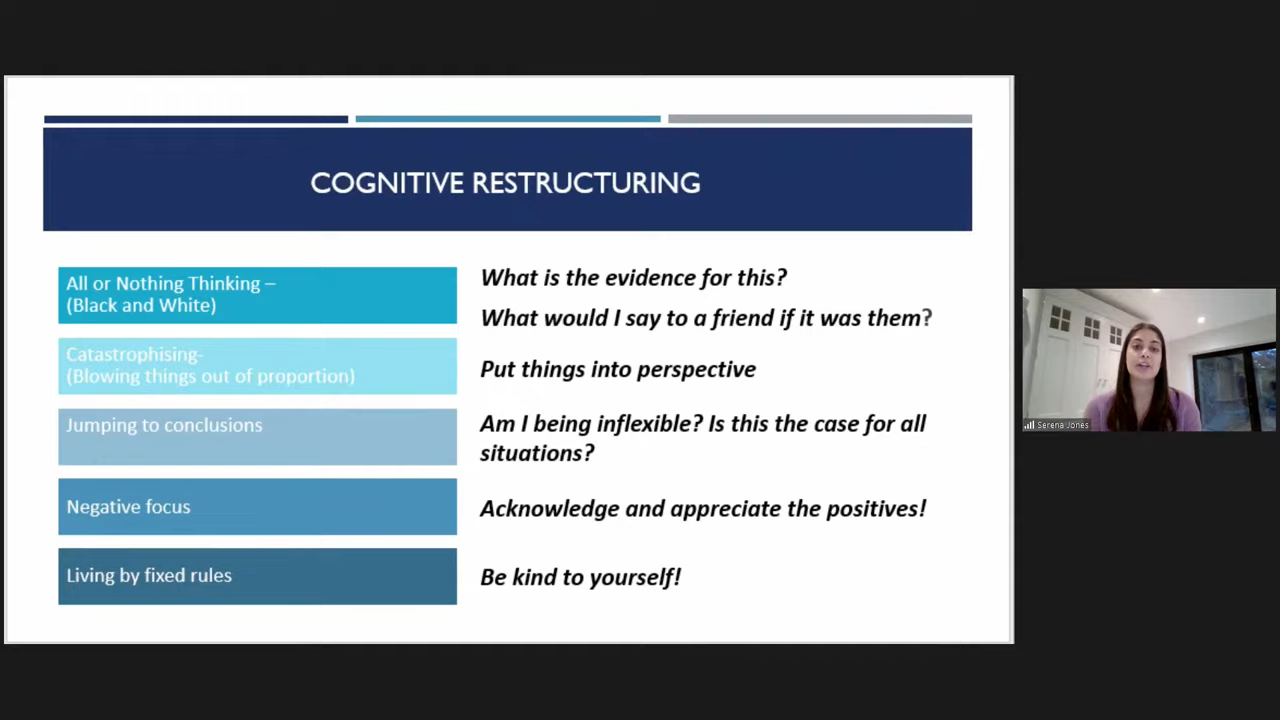 COGNITIVE RESTRUCTURING
All or Nothing Thinking –
(Black and White)
What is the evidence for this?
What would I say to a friend if it was them?
Catastrophising-
(Blowing things out of proportion)
Put things into perspective
Jumping to conclusions
Am I being inflexible? Is this the case for all
situations?
Negative focus
Acknowledge and appreciate the positives!
Living by fixed rules
Be kind to yourself!
Serena Jones